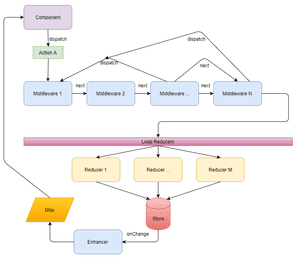 Component
dispatch
Action A
dispatch
dispatch
dispatch
next
next
next
next
Middleware 1
Middleware 2
Middleware ...
Middleware N
Loop Reducers
Reducer 1
Reducer ...
Reducer M
Store
onChange
Enhancer